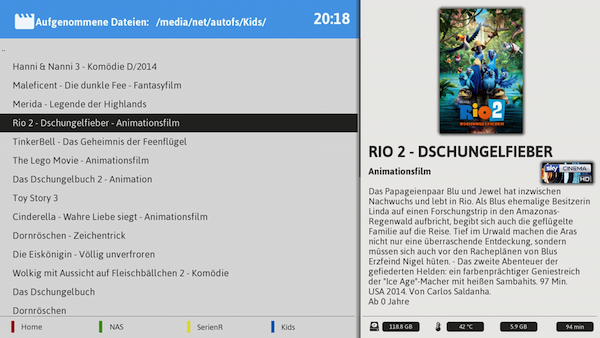 Aufgenommene Dateien: /media/net/autofs/Kids/
20:18
..
Hanni & Nanni 3 - Komödie D/2014
Maleficent - Die dunkle Fee - Fantasyfilm
Merida - Legende der Highlands
Rio 2 - Dschungelfieber - Animationsfilm
TinkerBell - Das Geheimnis der Feenflügel
The Lego Movie - Animationsfilm
Das Dschungelbuch 2 - Animation
Toy Story 3
Cinderella - Wahre Liebe siegt - Animationsfilm
Dornröschen - Zeichentrick
Die Eiskönigin - Völlig unverfroren
Wolkig mit Aussicht auf Fleischbällchen 2 - Komödie
Das Dschungelbuch
Dornröschen
Home
NAS
SerienR
Kids
RIO 2
DSCHUNGELFIEBER
RIO 2 - DSCHUNGELFIEBER
Animationsfilm
sky CINEMA HD
Das Papageienpaar Blu und Jewel hat inzwischen
Nachwuchs und lebt in Rio. Als Blus ehemalige Besitzerin
Linda auf einen Forschungstrip in den Amazonas-
Regenwald aufbricht, begibt sich auch die geflügelte
Familie auf die Reise. Tief im Urwald machen die Aras
nicht nur eine überraschende Entdeckung, sondern
müssen sich auch vor den Racheplänen von Blus
Erzfeind Nigel hüten. - Das zweite Abenteuer der
gefiederten Helden: ein farbenprächtiger Geniestreich
der "Ice Age"-Macher mit heißen Sambahits. 97 Min.
USA 2014. Von Carlos Saldanha.
Ab 0 Jahre
118.8 GB
42 °C
5.9 GB
94 min